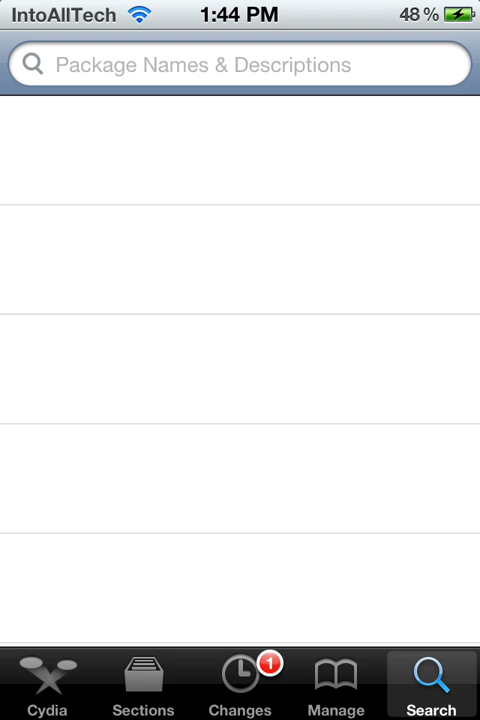 IntoAllTech 1:44 PM 48%
Package Names & Descriptions
1
Cydia Sections Changes Manage Search